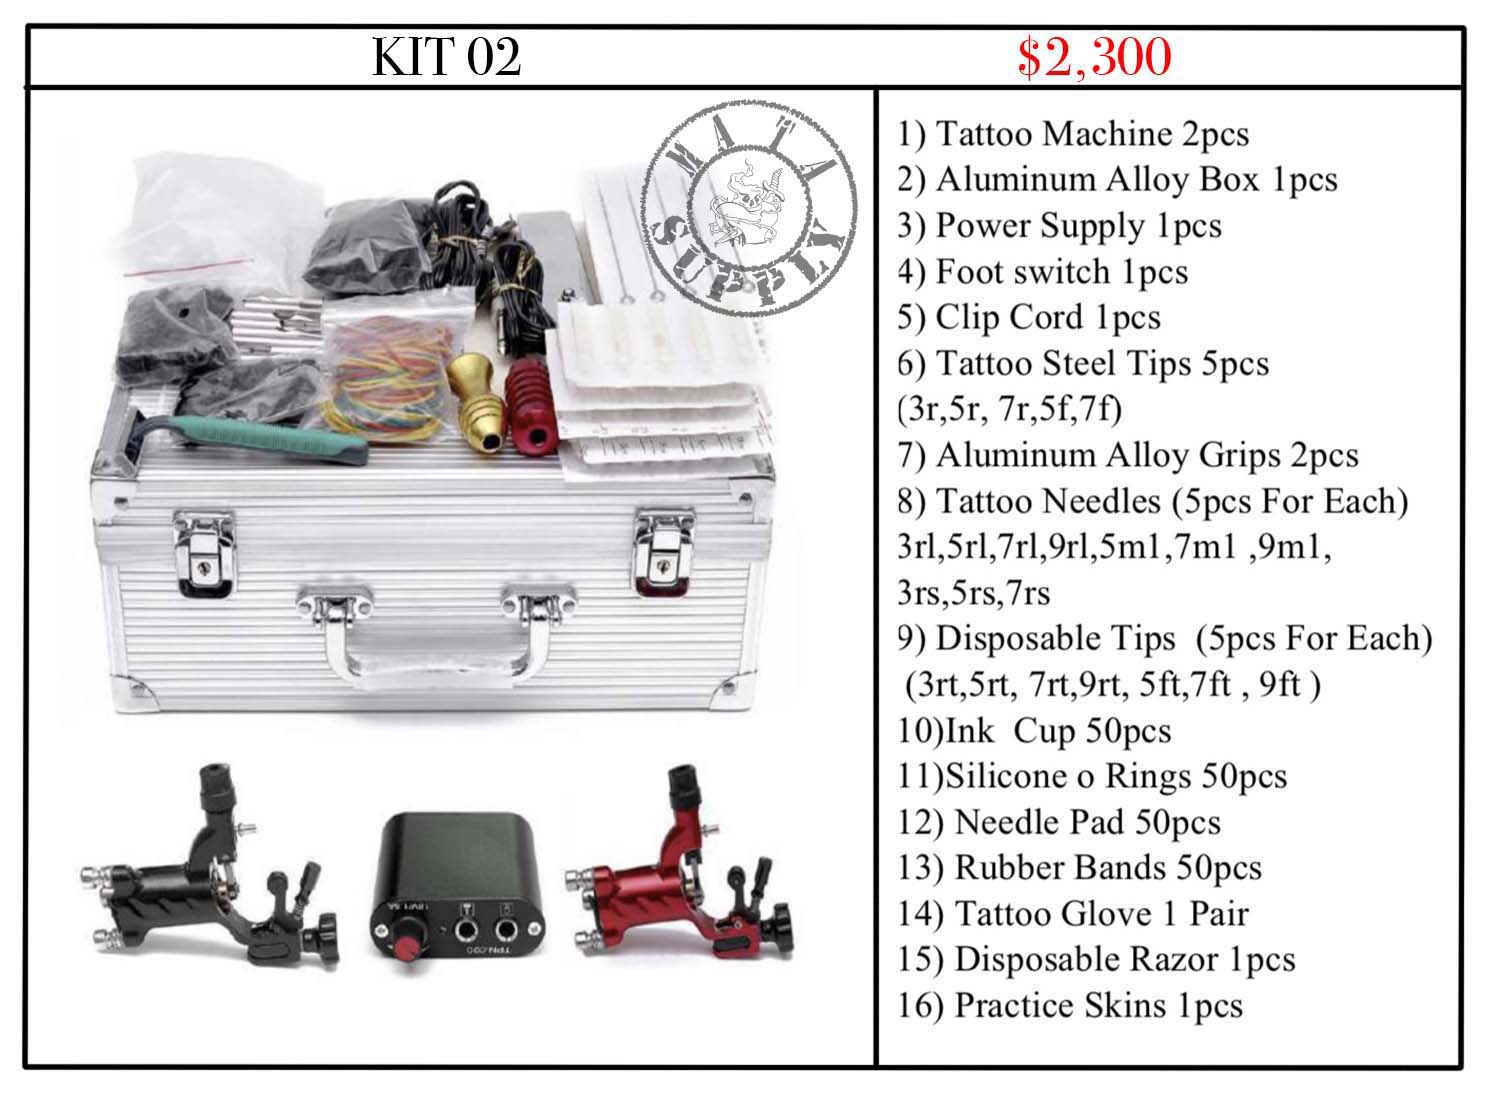 KIT 02
$2,300
MAFIA
SUPPLY
1) Tattoo Machine 2pcs
2) Aluminum Alloy Box 1pcs
3) Power Supply 1pcs
4) Foot switch 1pcs
5) Clip Cord 1pcs
6) Tattoo Steel Tips 5pcs
(3r,5r, 7r,5f,7f)
7) Aluminum Alloy Grips 2pcs
8) Tattoo Needles (5pcs For Each)
3rl,5rl,7rl,9rl,5m1,7m1 ,9m1,
3rs,5rs,7rs
9) Disposable Tips  (5pcs For Each)
(3rt,5rt, 7rt,9rt, 5ft,7ft , 9ft )
10)Ink  Cup 50pcs
11)Silicone o Rings 50pcs
12) Needle Pad 50pcs
13) Rubber Bands 50pcs
14) Tattoo Glove 1 Pair
15) Disposable Razor 1pcs
16) Practice Skins 1pcs